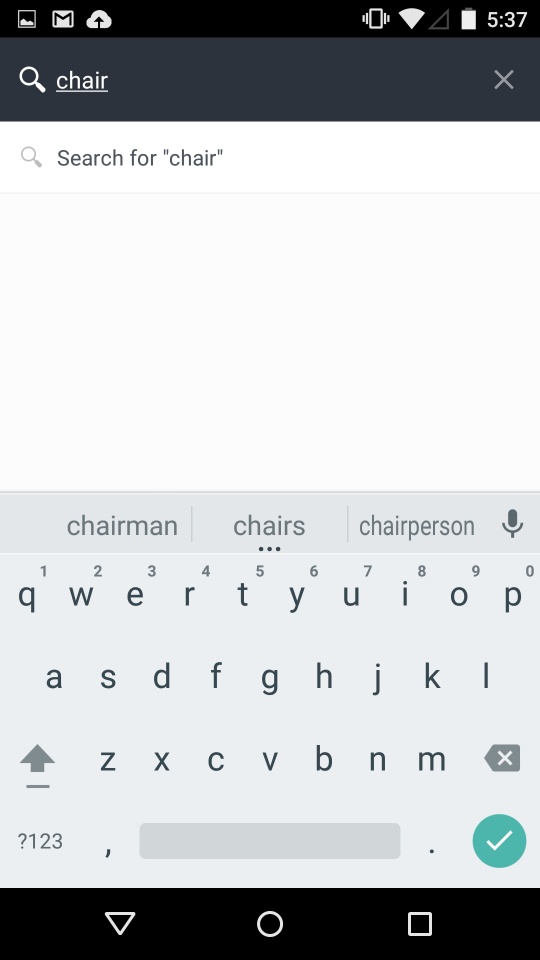 5:37
chair
Search for "chair"
chairman chairs chairperson
1 2 3 4 5 6 7 8 9 0
q w e r t y u i o p
a s d f g h j k l
z x c v b n m
?123 , .